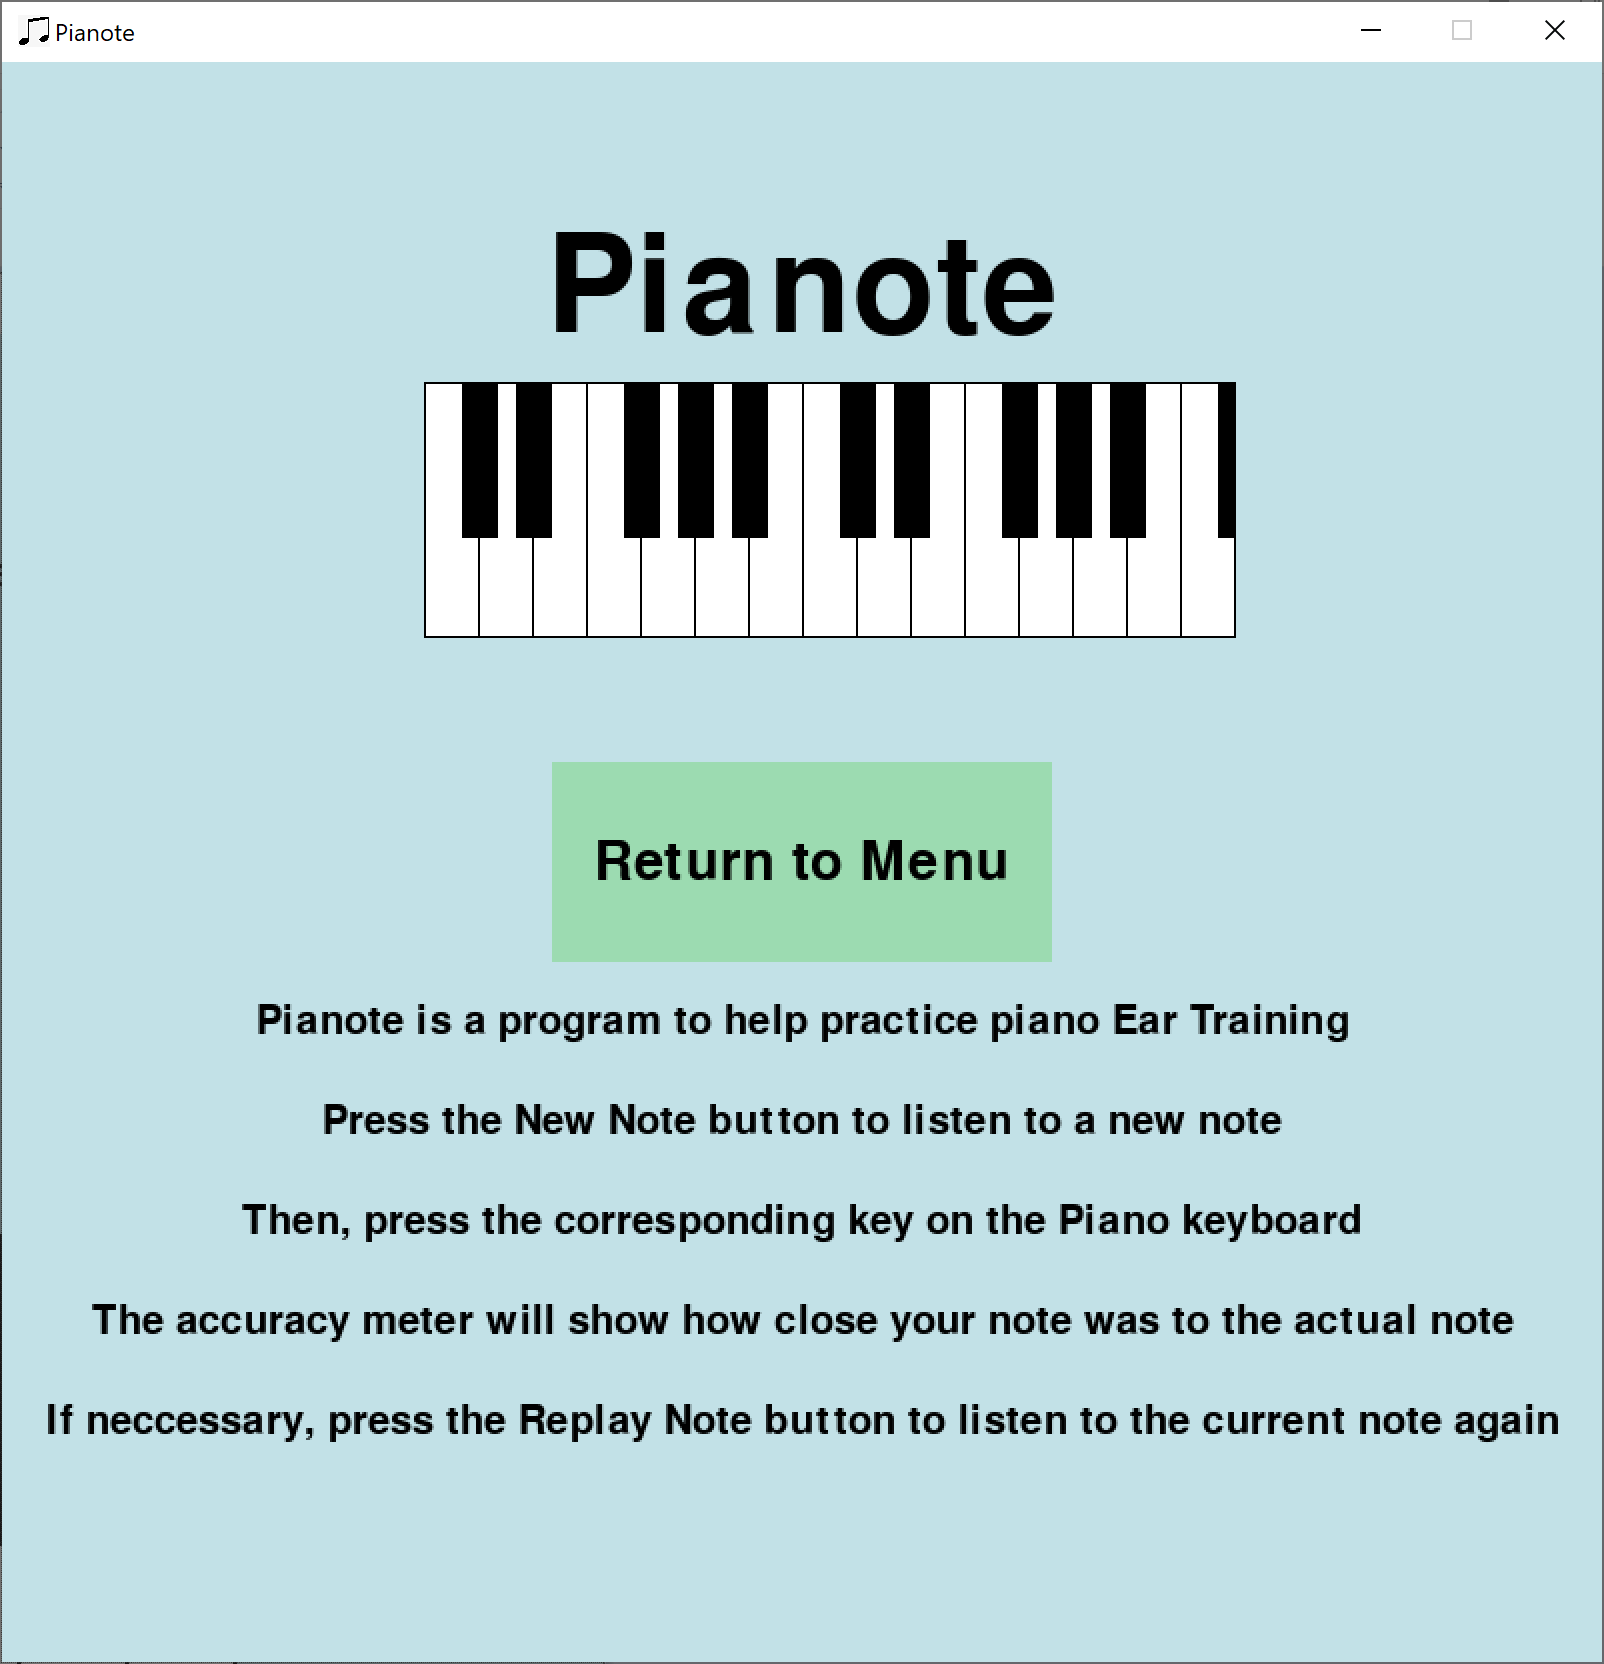 Pianote
Pianote
Return to Menu
Pianote is a program to help practice piano Ear Training
Press the New Note button to listen to a new note
Then, press the corresponding key on the Piano keyboard
The accuracy meter will show how close your note was to the actual note
If neccessary, press the Replay Note button to listen to the current note again